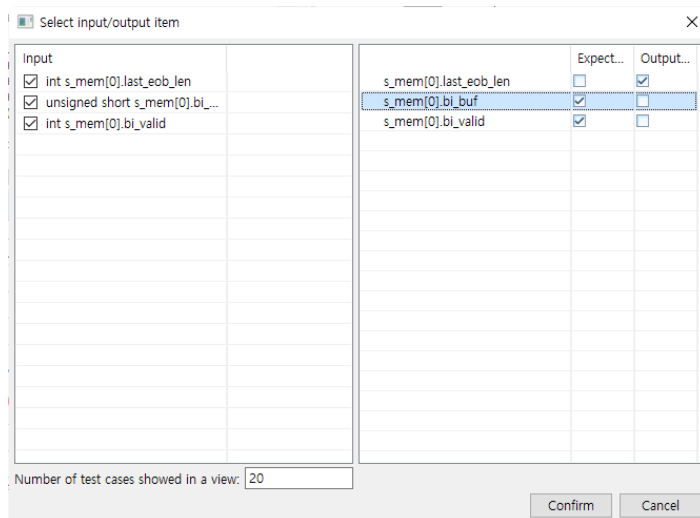 Select input/output item
Input
int s_mem[0].last_eob_len
unsigned short s_mem[0].bi_...
int s_mem[0].bi_valid
Expect... Output...
s_mem[0].last_eob_len
s_mem[0].bi_buf
s_mem[0].bi_valid
Number of test cases showed in a view: 20
Confirm Cancel